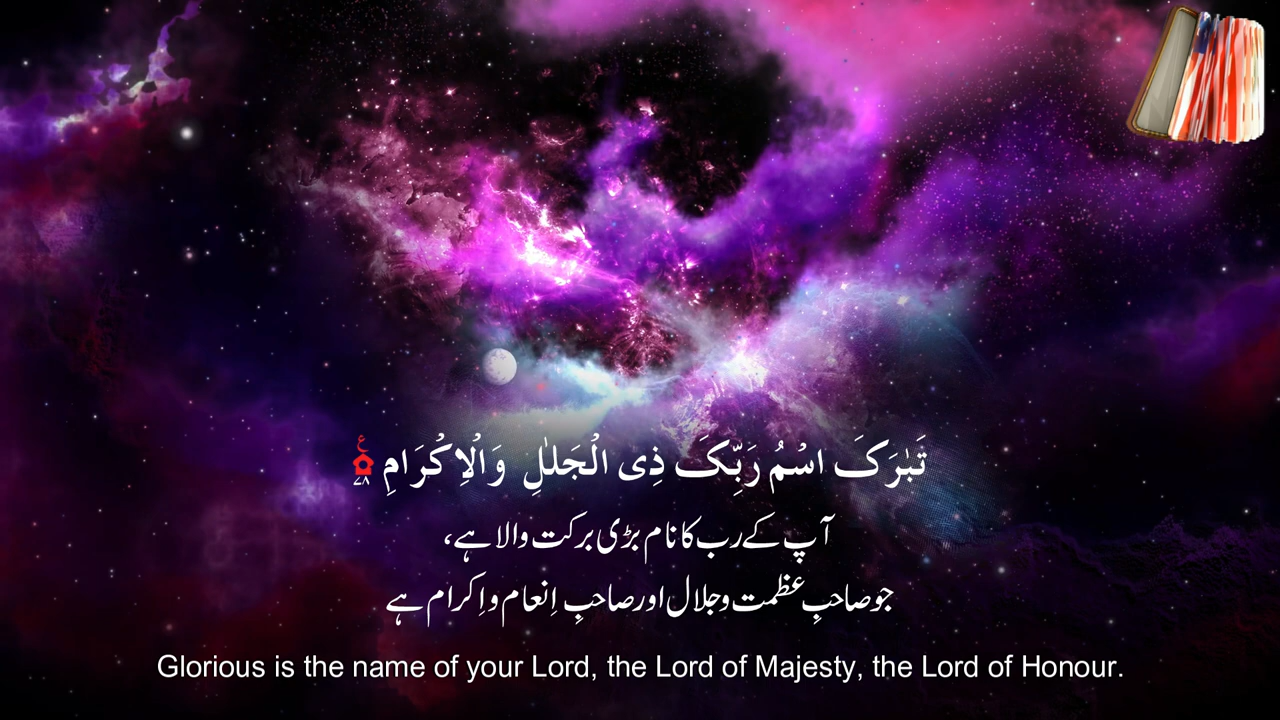 تَبٰرَکَ اسْمُ رَبِّکَ ذِی الْجَلٰلِ وَالْاِکْرَامِ ع ۷۸
آپ کے رب کا نام بڑی برکت والا ہے،
جو صاحبِ عظمت و جلال اور صاحبِ اِنعام و اِکرام ہے
Glorious is the name of your Lord, the Lord of Majesty, the Lord of Honour.